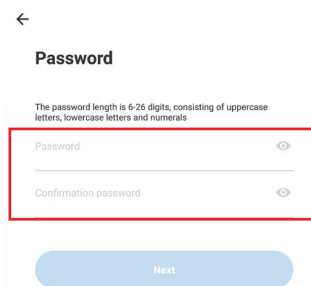 Password
The password length is 6-26 digits, consisting of uppercase
letters, lowercase letters and numerals
Password
Confirmation password
Next